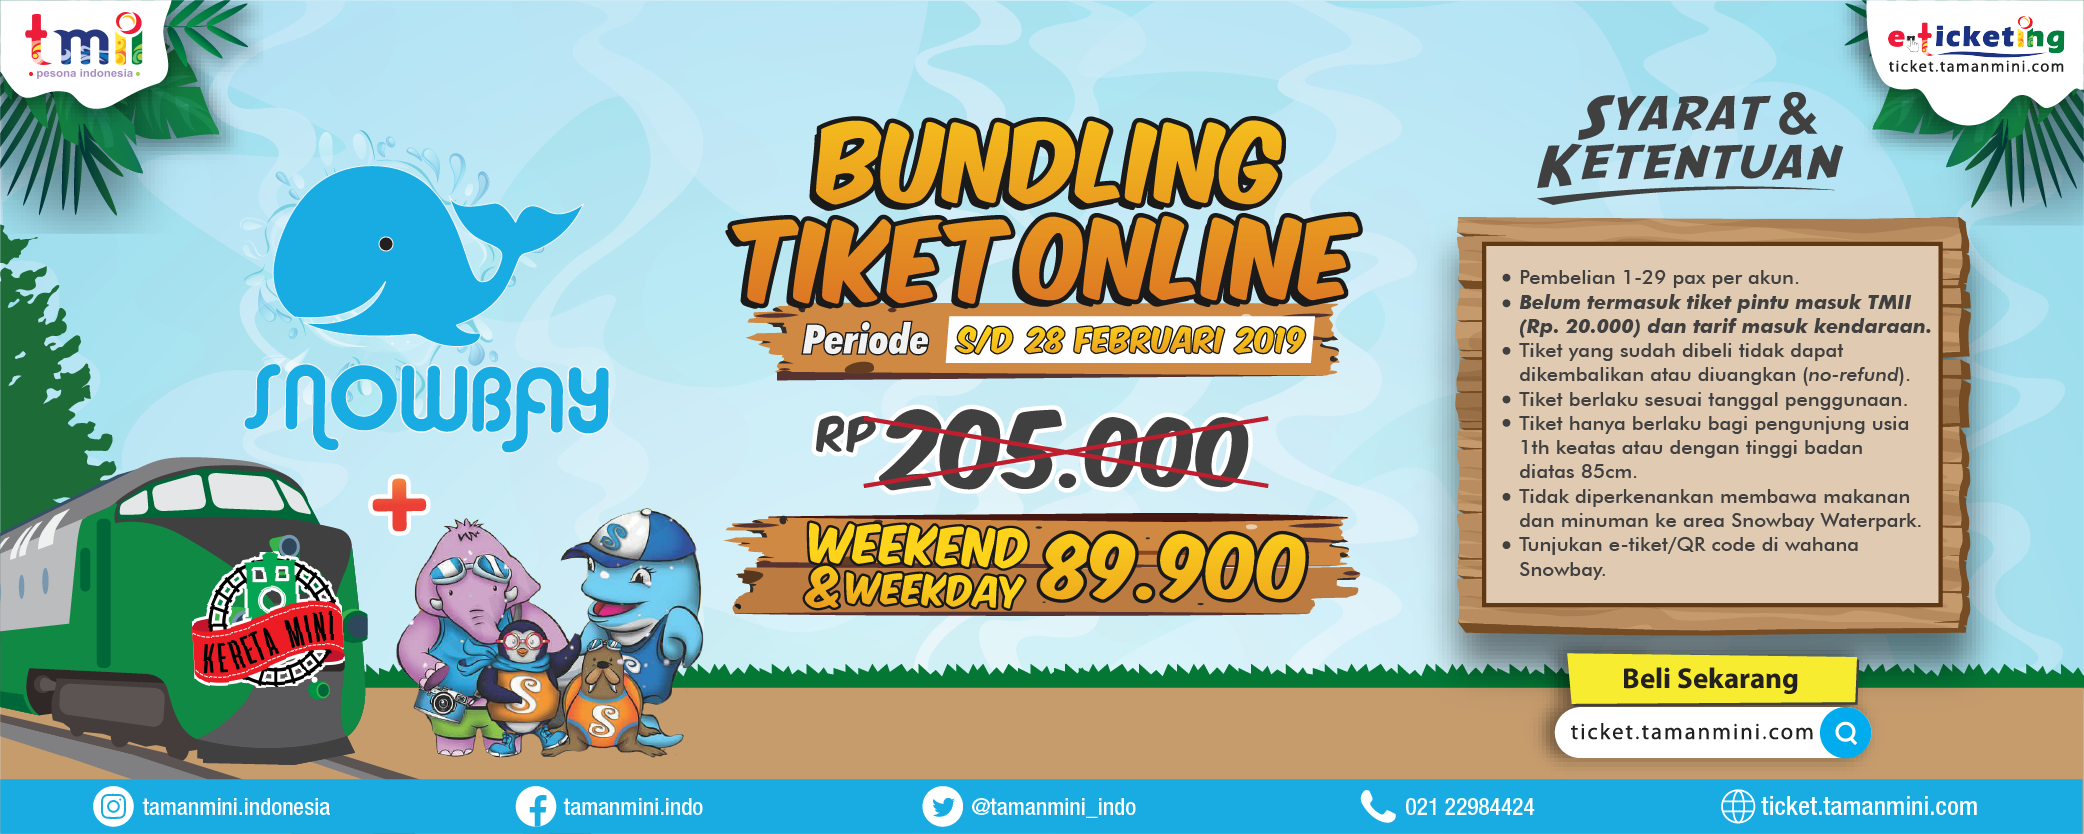 tmii
• pesona indonesia •
e-ticketing
ticket.tamanmini.com
SNOWBAY
+
KERETA MINI
S
S
S
BUNDLING
TIKET ONLINE
Periode S/D 28 FEBRUARI 2019
RP 205.000
WEEKEND
& WEEKDAY 89.900
SYARAT &
KETENTUAN
• Pembelian 1-29 pax per akun.
• Belum termasuk tiket pintu masuk TMII
(Rp. 20.000) dan tarif masuk kendaraan.
• Tiket yang sudah dibeli tidak dapat
dikembalikan atau diuangkan (no-refund).
• Tiket berlaku sesuai tanggal penggunaan.
• Tiket hanya berlaku bagi pengunjung usia
1th keatas atau dengan tinggi badan
diatas 85cm.
• Tidak diperkenankan membawa makanan
dan minuman ke area Snowbay Waterpark.
• Tunjukan e-tiket/QR code di wahana
Snowbay.
Beli Sekarang
ticket.tamanmini.com
tamanmini.indonesia
tamanmini.indo
@tamanmini_indo
021 22984424
ticket.tamanmini.com